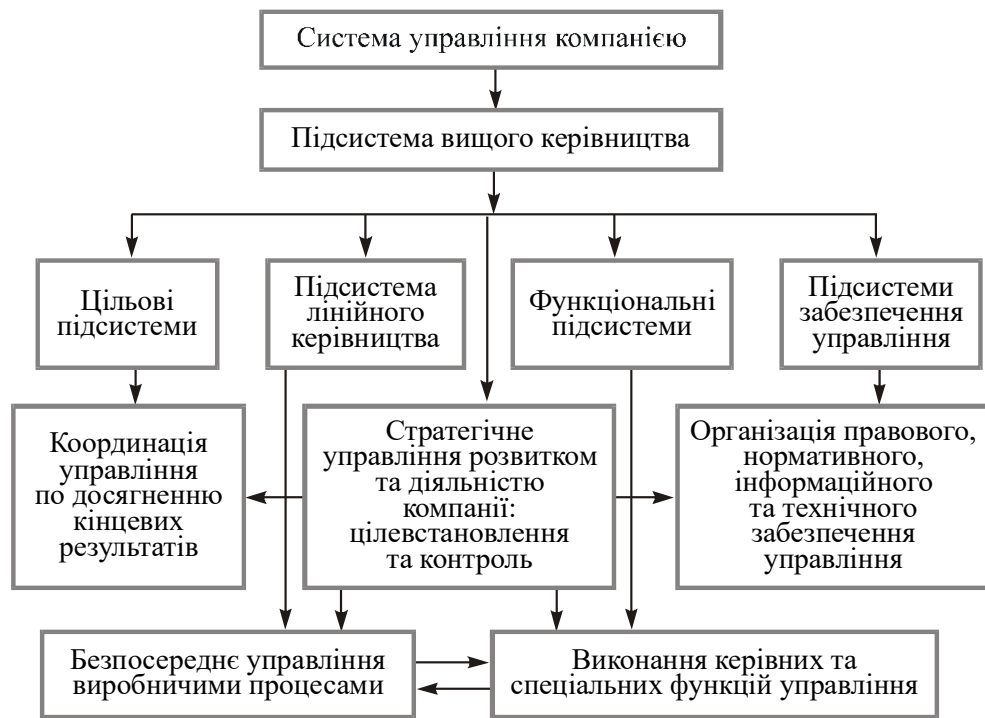 Система управління компанією
Підсистема вищого керівництва
Цільові
підсистеми
Підсистема
лінійного
керівництва
Функціональні
підсистеми
Підсистеми
забезпечення
управління
Координація
управління
по досягненню
кінцевих
результатів
Стратегічне
управління розвитком
та діяльністю
компанії:
цілевстановлення
та контроль
Організація правового,
нормативного,
інформаційного
та технічного
забезпечення
управління
Безпосереднє управління
виробничими процесами
Виконання керівних та
спеціальних функцій управління